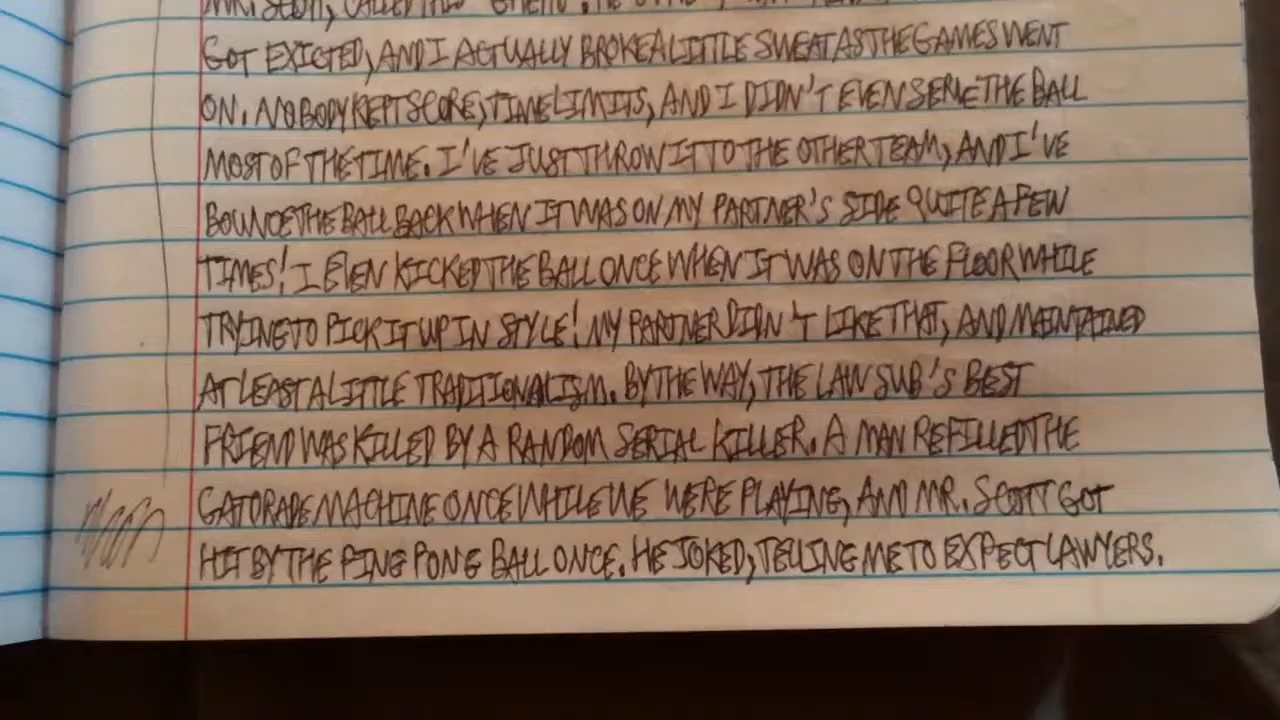 MR. SCOTT, CALLED THIS
GOT EXICTED, AND I ACTUALLY BROKE A LITTLE SWEAT AS THE GAMES WENT
ON. NOBODY KEPT SCORE, TIME LIMITS, AND I DIDN'T EVEN SERVE THE BALL
MOST OF THE TIME. I'VE JUST THROW IT TO THE OTHER TEAM, AND I'VE
BOUNCE THE BALL BACK WHEN IT WAS ON MY PARTNER'S SIDE QUITE A FEW
TIMES! I EVEN KICKED THE BALL ONCE WHEN IT WAS ON THE FLOOR WHILE
TRYING TO PICK IT UP IN STYLE! MY PARTNER DIDN'T LIKE THAT, AND MAINTAINED
AT LEAST A LITTLE TRADITIONALISM. BY THE WAY, THE LAW SUB'S BEST
FRIEND WAS KILLED BY A RANDOM SERIAL KILLER. A MAN REFILLED THE
GATORADE MACHINE ONCE WHILE WE WERE PLAYING, AND MR. SCOTT GOT
HIT BY THE PING PONG BALL ONCE. HE JOKED, TELLING ME TO EXPECT LAWYERS.